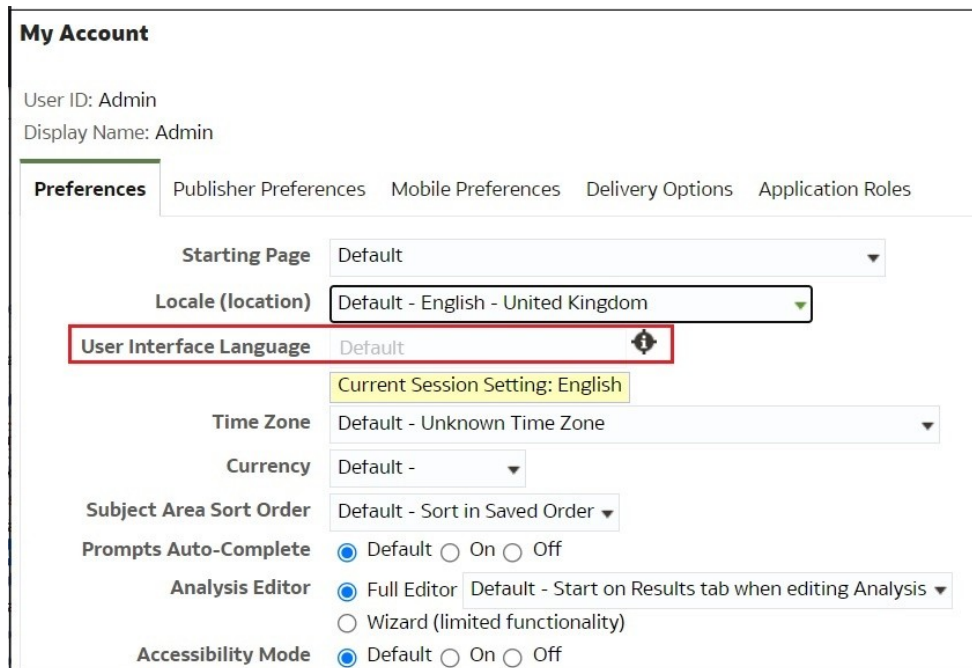 My Account
User ID: Admin
Display Name: Admin
Preferences Publisher Preferences Mobile Preferences Delivery Options Application Roles
Starting Page Default
Locale (location) Default - English - United Kingdom
User Interface Language Default
Current Session Setting: English
Time Zone Default - Unknown Time Zone
Currency Default -
Subject Area Sort Order Default - Sort in Saved Order
Prompts Auto-Complete Default On Off
Analysis Editor Full Editor Default - Start on Results tab when editing Analysis
Wizard (limited functionality)
Accessibility Mode Default On Off